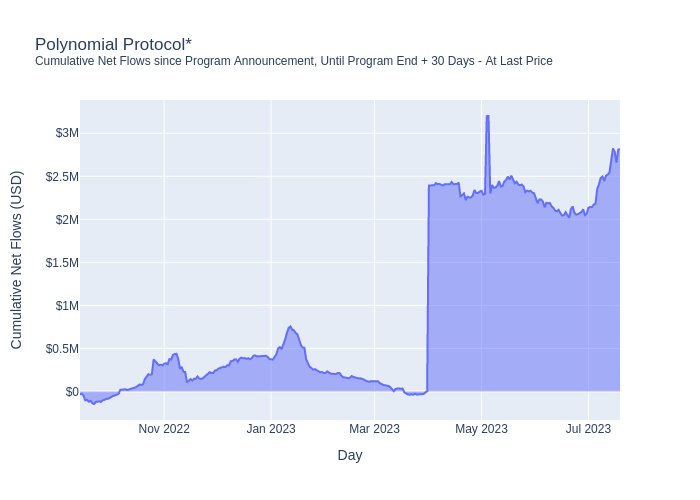 Polynomial Protocol*
Cumulative Net Flows since Program Announcement, Until Program End + 30 Days - At Last Price
Cumulative Net Flows (USD)
$3M
$2.5M
$2M
$1.5M
$1M
$0.5M
$0
Nov 2022
Jan 2023
Mar 2023
May 2023
Jul 2023
Day